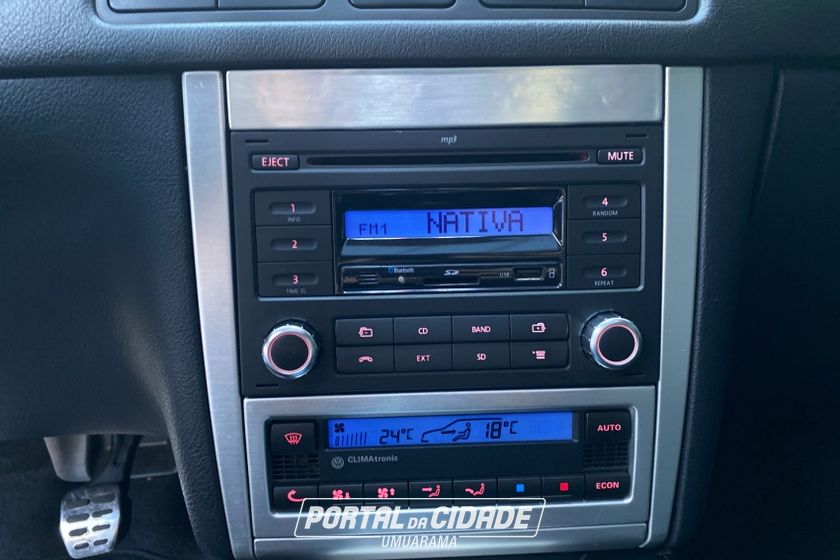 mp3
EJECT
MUTE
1
INFO
2
3
TIME EL
FM1 NATIVA
Bluetooth SD USB
4
RANDOM
5
6
REPEAT
CD BAND
EXT SD
24°C 18°C
AUTO
CLIMAtronic
ECON
PORTAL DA CIDADE
UMUARAMA